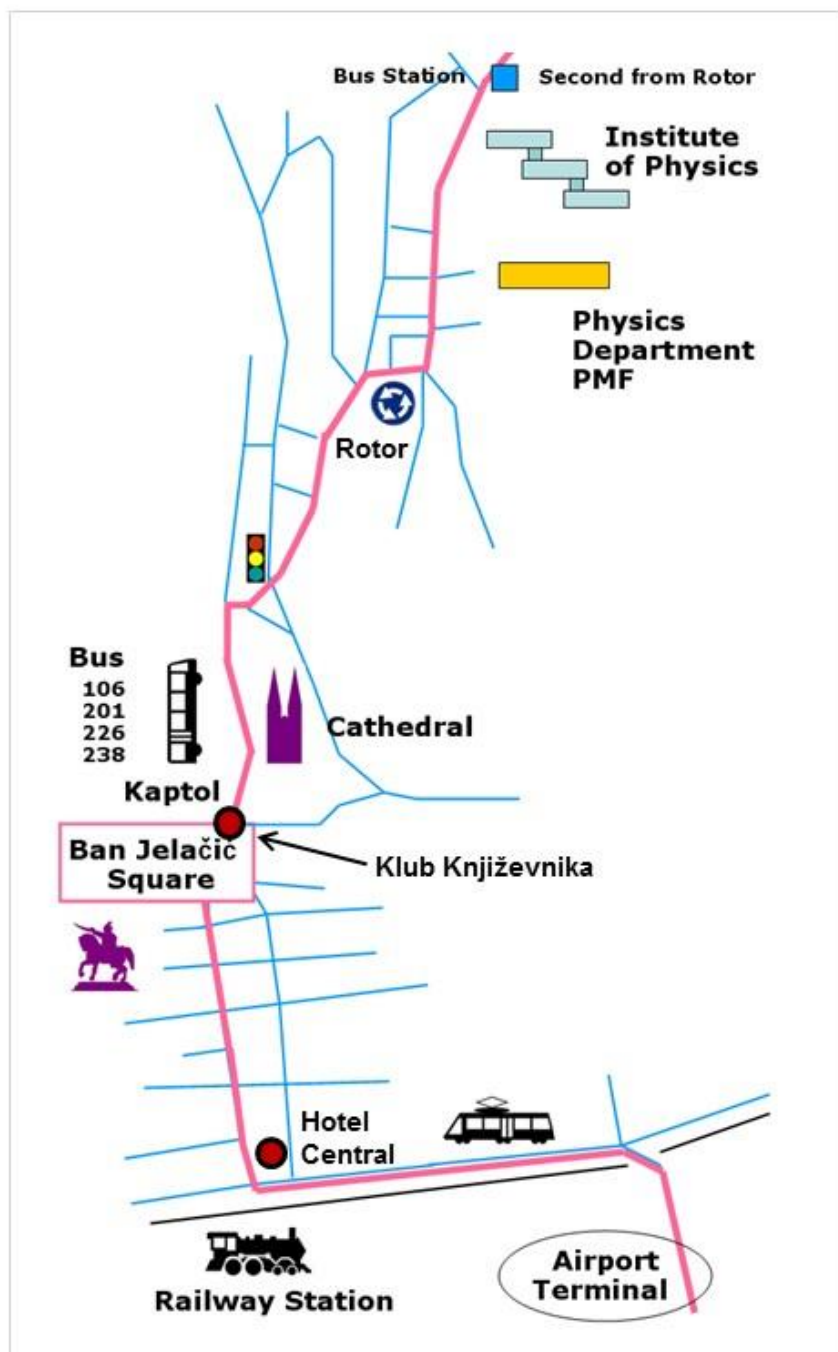 Bus Station
Second from Rotor
Institute
of Physics
Physics
Department
PMF
Rotor
Bus
106
201
226
238
Cathedral
Kaptol
Ban Jelačić
Square
Klub Književnika
Hotel
Central
Railway Station
Airport
Terminal